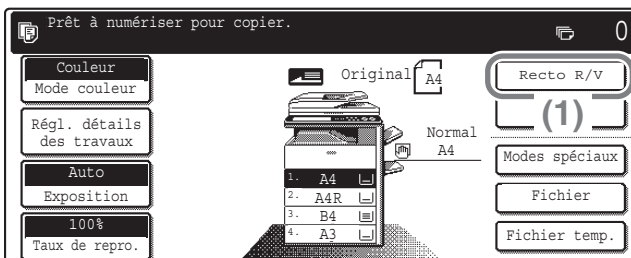 Prêt à numériser pour copier.
0
Couleur
Mode couleur
Régl. détails
des travaux
Auto
Exposition
100%
Taux de repro.
Original
A4
Normal
A4
1. A4
2. A4R
3. B4
4. A3
Recto R/V
(1)
Modes spéciaux
Fichier
Fichier temp.